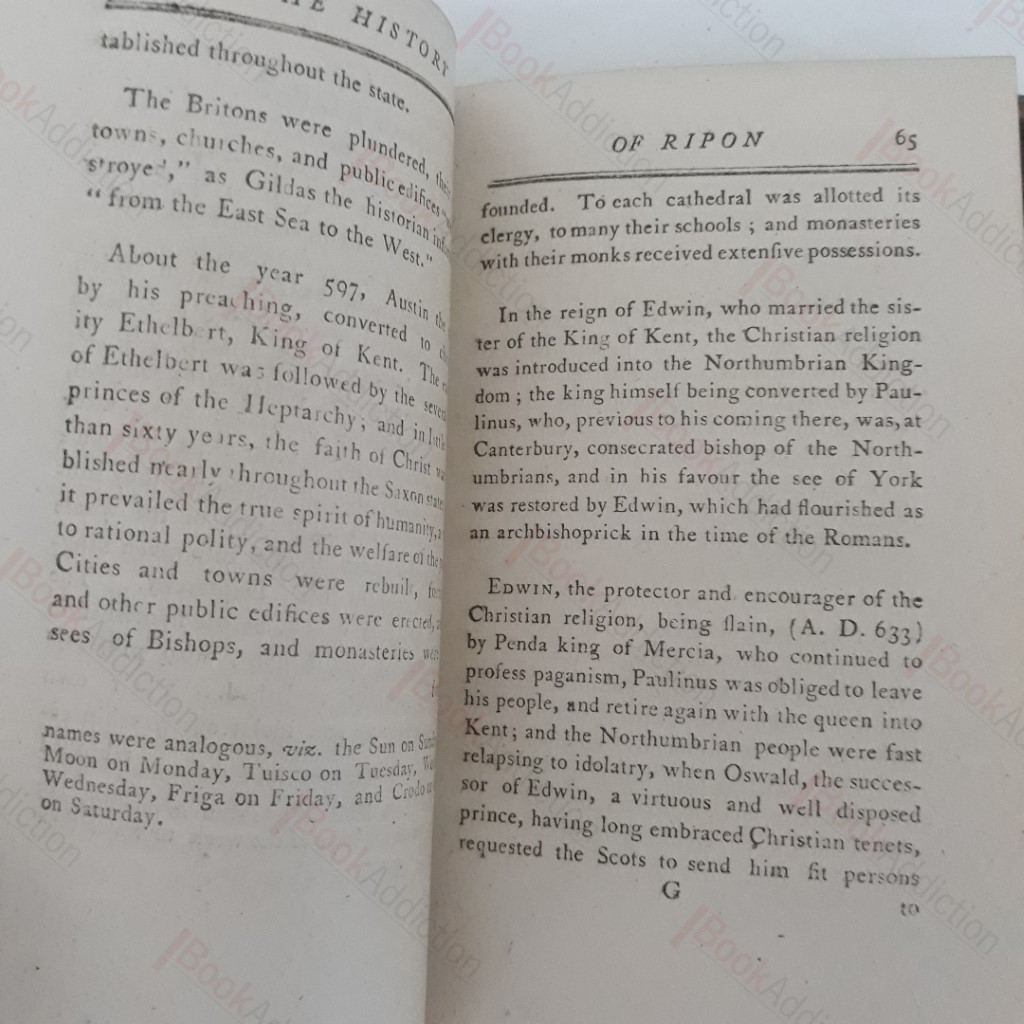 THE HISTORY
tablished throughout the state.
The Britons were plundered,
towns, churches, and public edifices
stroyed," as Gildas the historian
"from the East Sea to the West."
About the year 597, Austin the
by his preaching, converted to
ity Ethelbert, King of Kent. The
of Ethelbert was followed by the
princes of the Heptarchy; and in
than sixty years, the faith of Christ
blished nearly throughout the Saxon
it prevailed the true spirit of humanity,
to rational polity, and the welfare of
Cities and towns were rebuilt,
and other public edifices were erected,
sees of Bishops, and monasteries
names were analogous, viz. the Sun on
Moon on Monday, Tuisco on Tuesday,
Wednesday, Friga on Friday, and
on Saturday.
OF RIPON 65
founded. To each cathedral was allotted its
clergy, to many their schools; and monasteries
with their monks received extenſive possessions.
In the reign of Edwin, who married the sis-
ter of the King of Kent, the Christian religion
was introduced into the Northumbrian King-
dom; the king himself being converted by Pau-
linus, who, previous to his coming there, was, at
Canterbury, consecrated bishop of the North-
umbrians, and in his favour the see of York
was restored by Edwin, which had flourished as
an archbishoprick in the time of the Romans.
EDWIN, the protector and encourager of the
Christian religion, being ſlain, (A. D. 633)
by Penda king of Mercia, who continued to
profess paganism, Paulinus was obliged to leave
his people, and retire again with the queen into
Kent; and the Northumbrian people were fast
relapsing to idolatry, when Oswald, the succes-
sor of Edwin, a virtuous and well disposed
prince, having long embraced Christian tenets,
requested the Scots to send him fit persons
G
to
BookAddiction